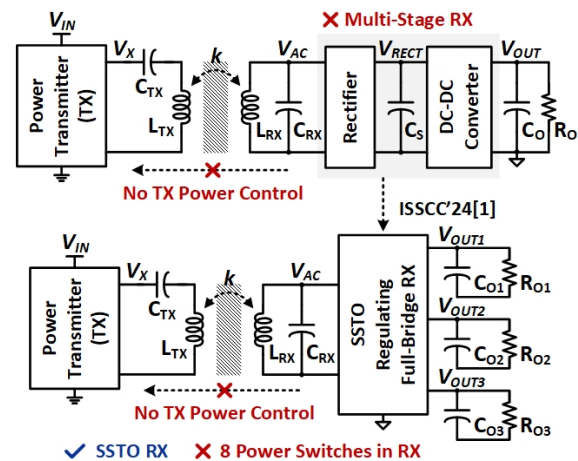 V_IN
✗ Multi-Stage RX
Power Transmitter (TX)
V_X
C_TX
L_TX
k
V_AC
L_RX
C_RX
Rectifier
V_RECT
C_S
DC-DC Converter
V_OUT
C_O
R_O
No TX Power Control
ISSCC'24[1]
V_IN
Power Transmitter (TX)
V_X
C_TX
L_TX
k
V_AC
L_RX
C_RX
SSTO Regulating Full-Bridge RX
V_OUT1
C_O1
R_O1
V_OUT2
C_O2
R_O2
V_OUT3
C_O3
R_O3
No TX Power Control
✓ SSTO RX ✗ 8 Power Switches in RX